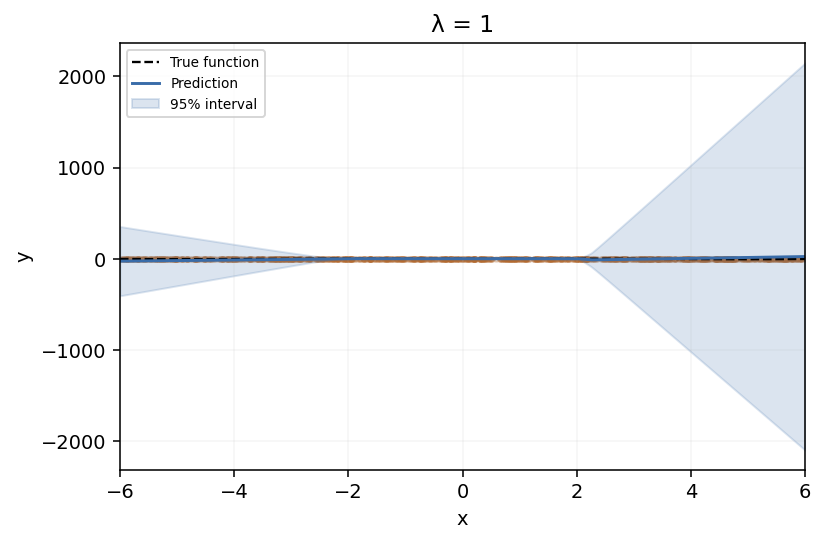 λ = 1
True function
Prediction
95% interval
2000
1000
0
−1000
−2000
y
−6 −4 −2 0 2 4 6
x